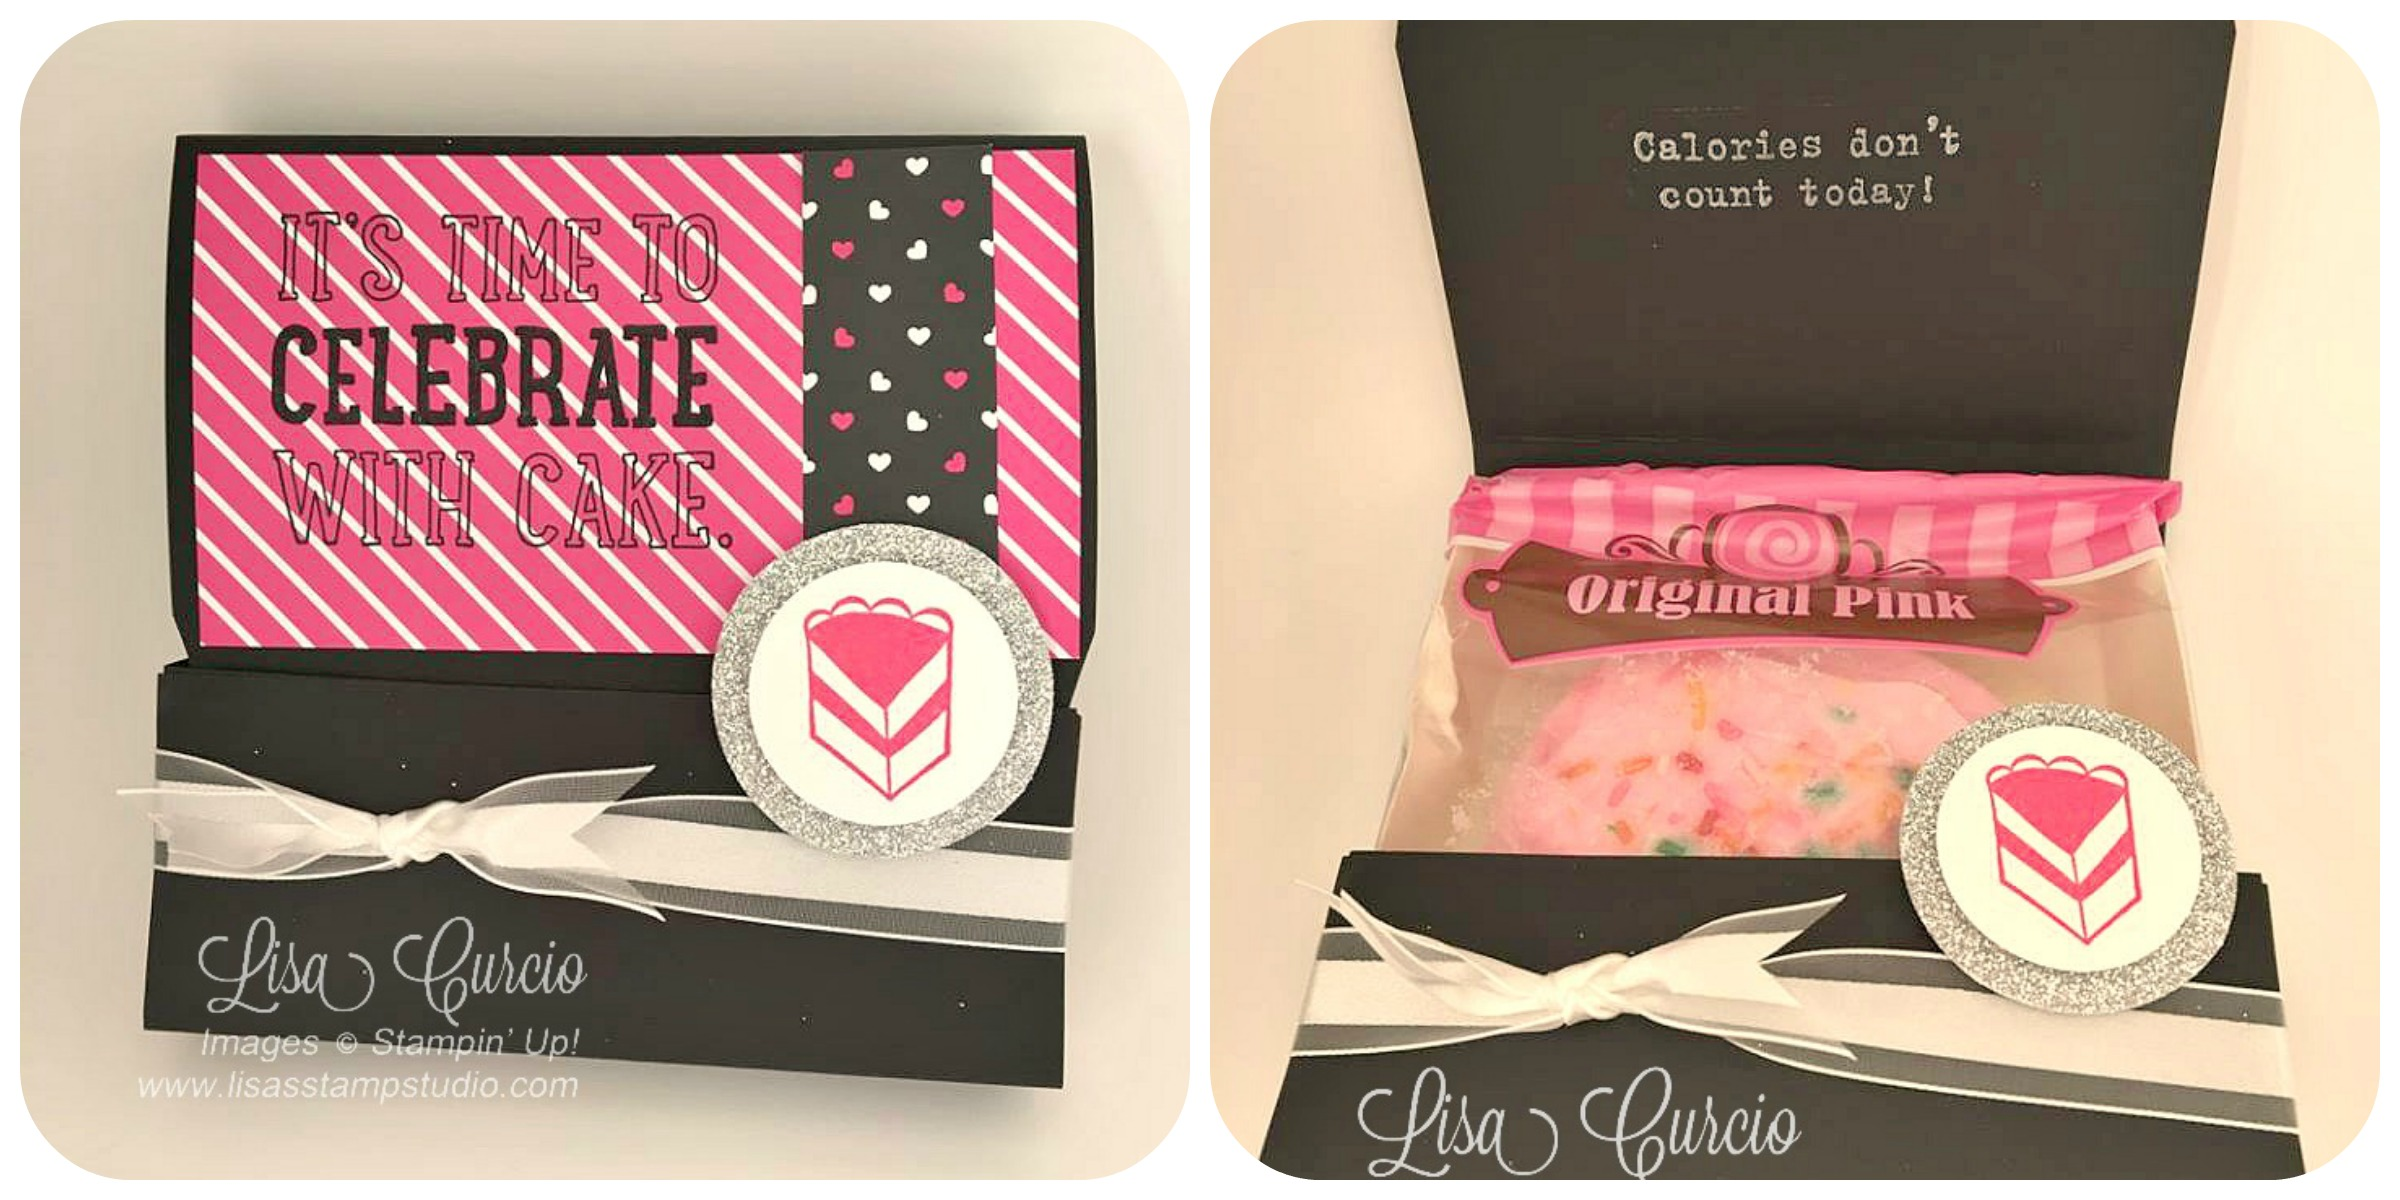 IT'S TIME TO
CELEBRATE
WITH CAKE.
Lisa Curcio
Images © Stampin' Up!
www.lisasstampstudio.com
Calories don't
count today!
Original Pink
Lisa Curcio